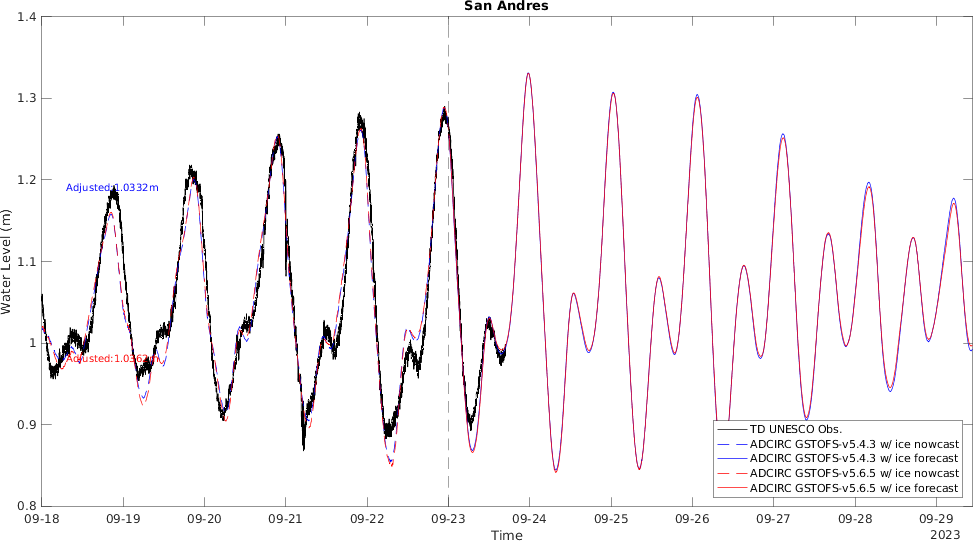 San Andres
1.4
1.3
1.2
1.1
1
0.9
0.8
Water Level (m)
Adjusted:1.0332m
Adjusted:1.0362m
TD UNESCO Obs.
ADCIRC GSTOFS-v5.4.3 w/ ice nowcast
ADCIRC GSTOFS-v5.4.3 w/ ice forecast
ADCIRC GSTOFS-v5.6.5 w/ ice nowcast
ADCIRC GSTOFS-v5.6.5 w/ ice forecast
09-18 09-19 09-20 09-21 09-22 09-23 09-24 09-25 09-26 09-27 09-28 09-29
Time
2023